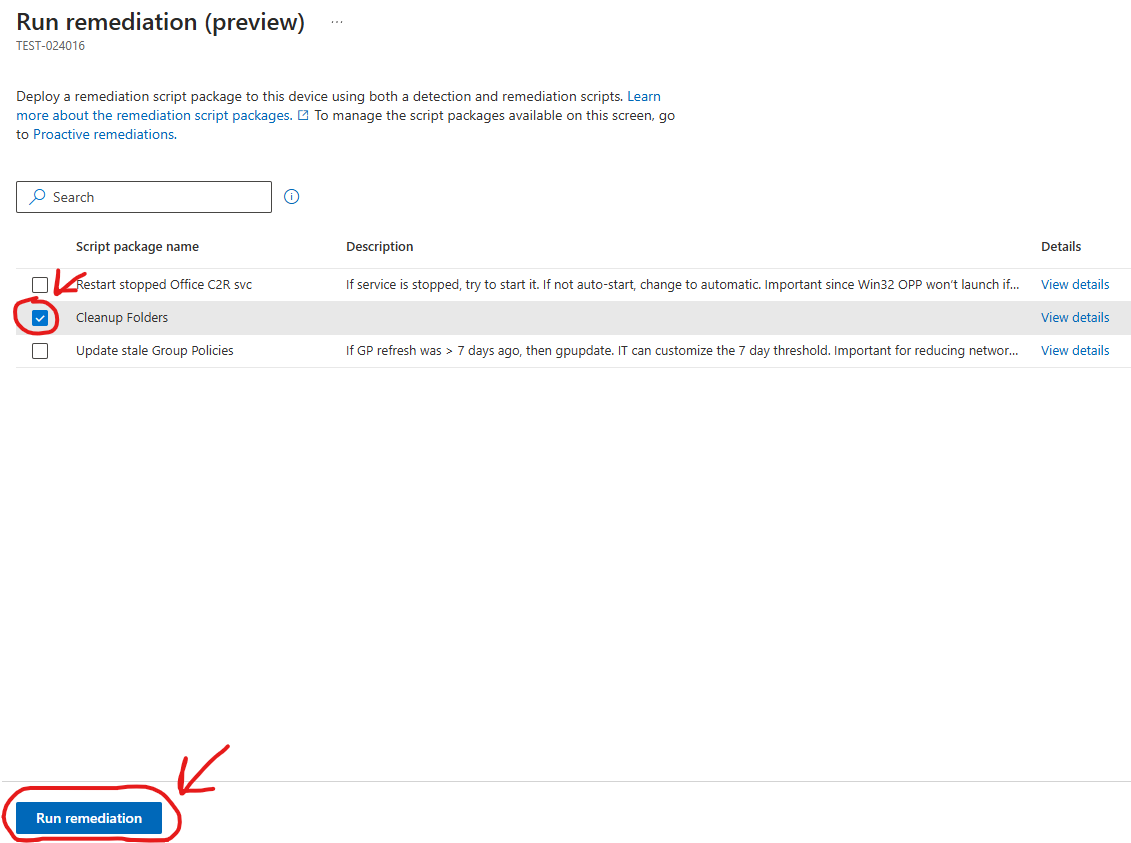 Run remediation (preview) ...
TEST-024016
Deploy a remediation script package to this device using both a detection and remediation scripts. Learn
more about the remediation script packages. To manage the script packages available on this screen, go
to Proactive remediations.
Search
Script package name Description Details
Restart stopped Office C2R svc If service is stopped, try to start it. If not auto-start, change to automatic. Important since Win32 OPP won’t launch if... View details
Cleanup Folders View details
Update stale Group Policies If GP refresh was > 7 days ago, then gpupdate. IT can customize the 7 day threshold. Important for reducing networ... View details
Run remediation